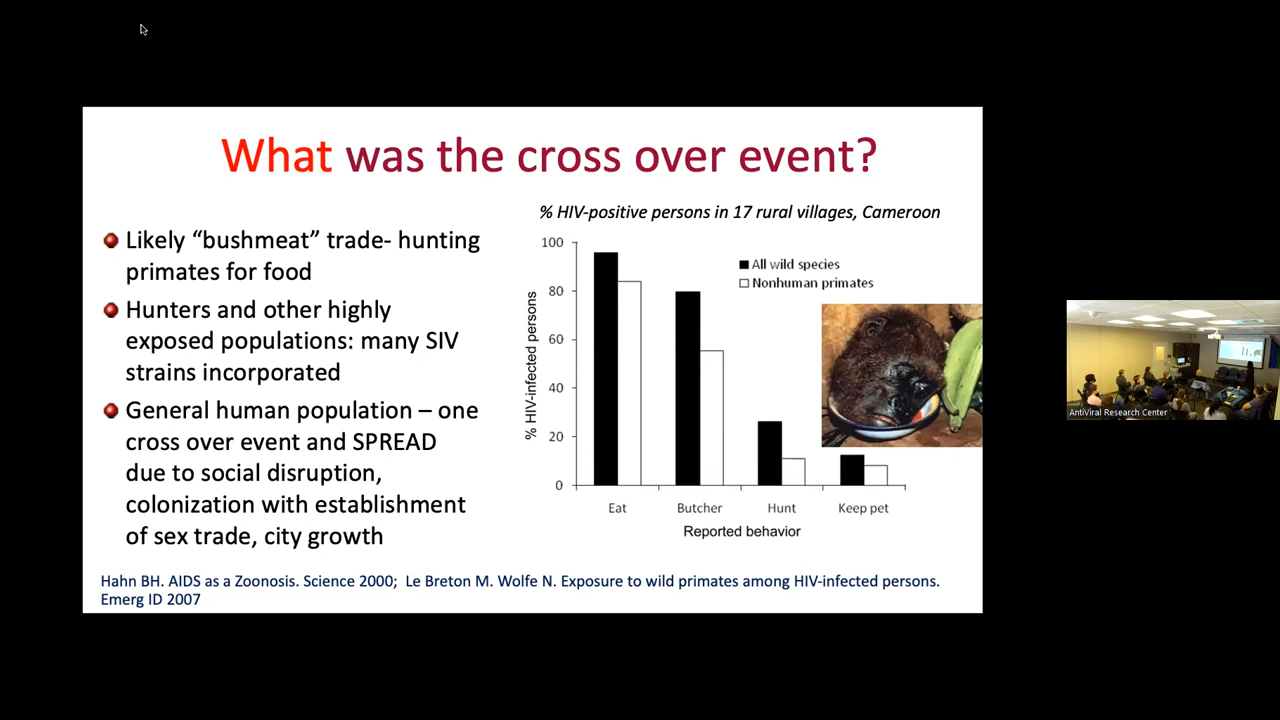 What was the cross over event?
Likely “bushmeat” trade- hunting
primates for food
Hunters and other highly
exposed populations: many SIV
strains incorporated
General human population – one
cross over event and SPREAD
due to social disruption,
colonization with establishment
of sex trade, city growth
% HIV-positive persons in 17 rural villages, Cameroon
% HIV-infected persons
100
80
60
40
20
0
All wild species
Nonhuman primates
Eat
Butcher
Hunt
Keep pet
Reported behavior
Hahn BH. AIDS as a Zoonosis. Science 2000; Le Breton M. Wolfe N. Exposure to wild primates among HIV-infected persons.
Emerg ID 2007
AntiViral Research Center